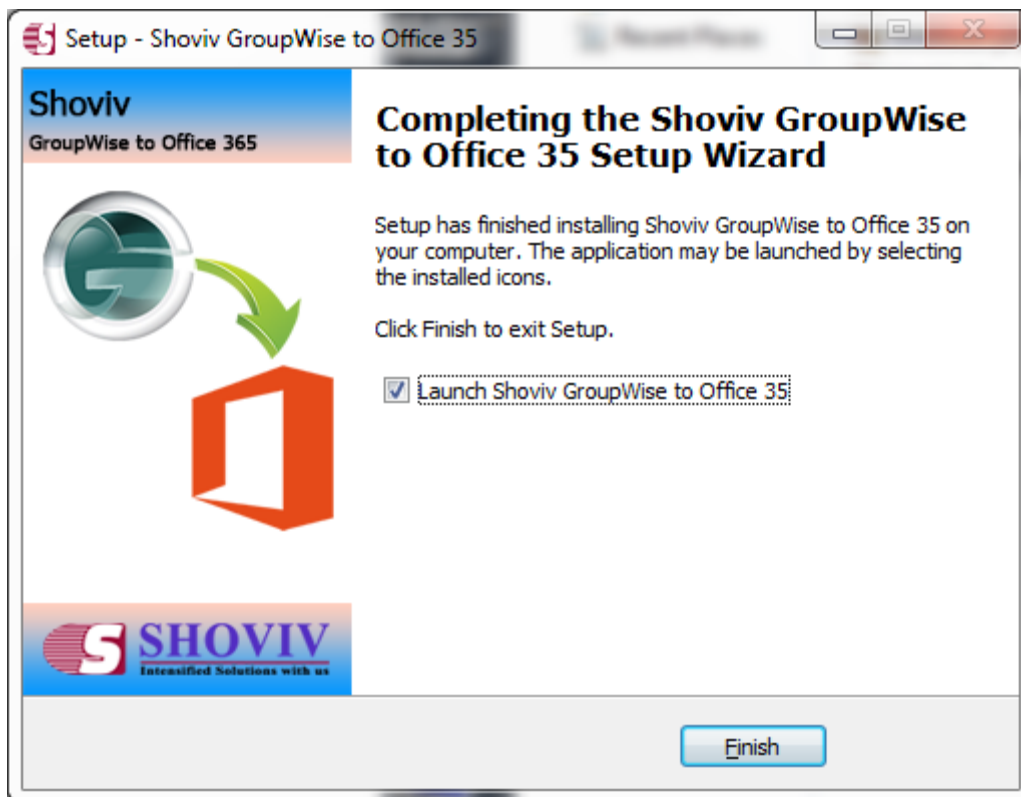 Setup - Shoviv GroupWise to Office 35
Recent Places
Shoviv
GroupWise to Office 365
Completing the Shoviv GroupWise
to Office 35 Setup Wizard
Setup has finished installing Shoviv GroupWise to Office 35 on
your computer. The application may be launched by selecting
the installed icons.
Click Finish to exit Setup.
Launch Shoviv GroupWise to Office 35
S SHOVIV
Intensified Solutions with us
Finish